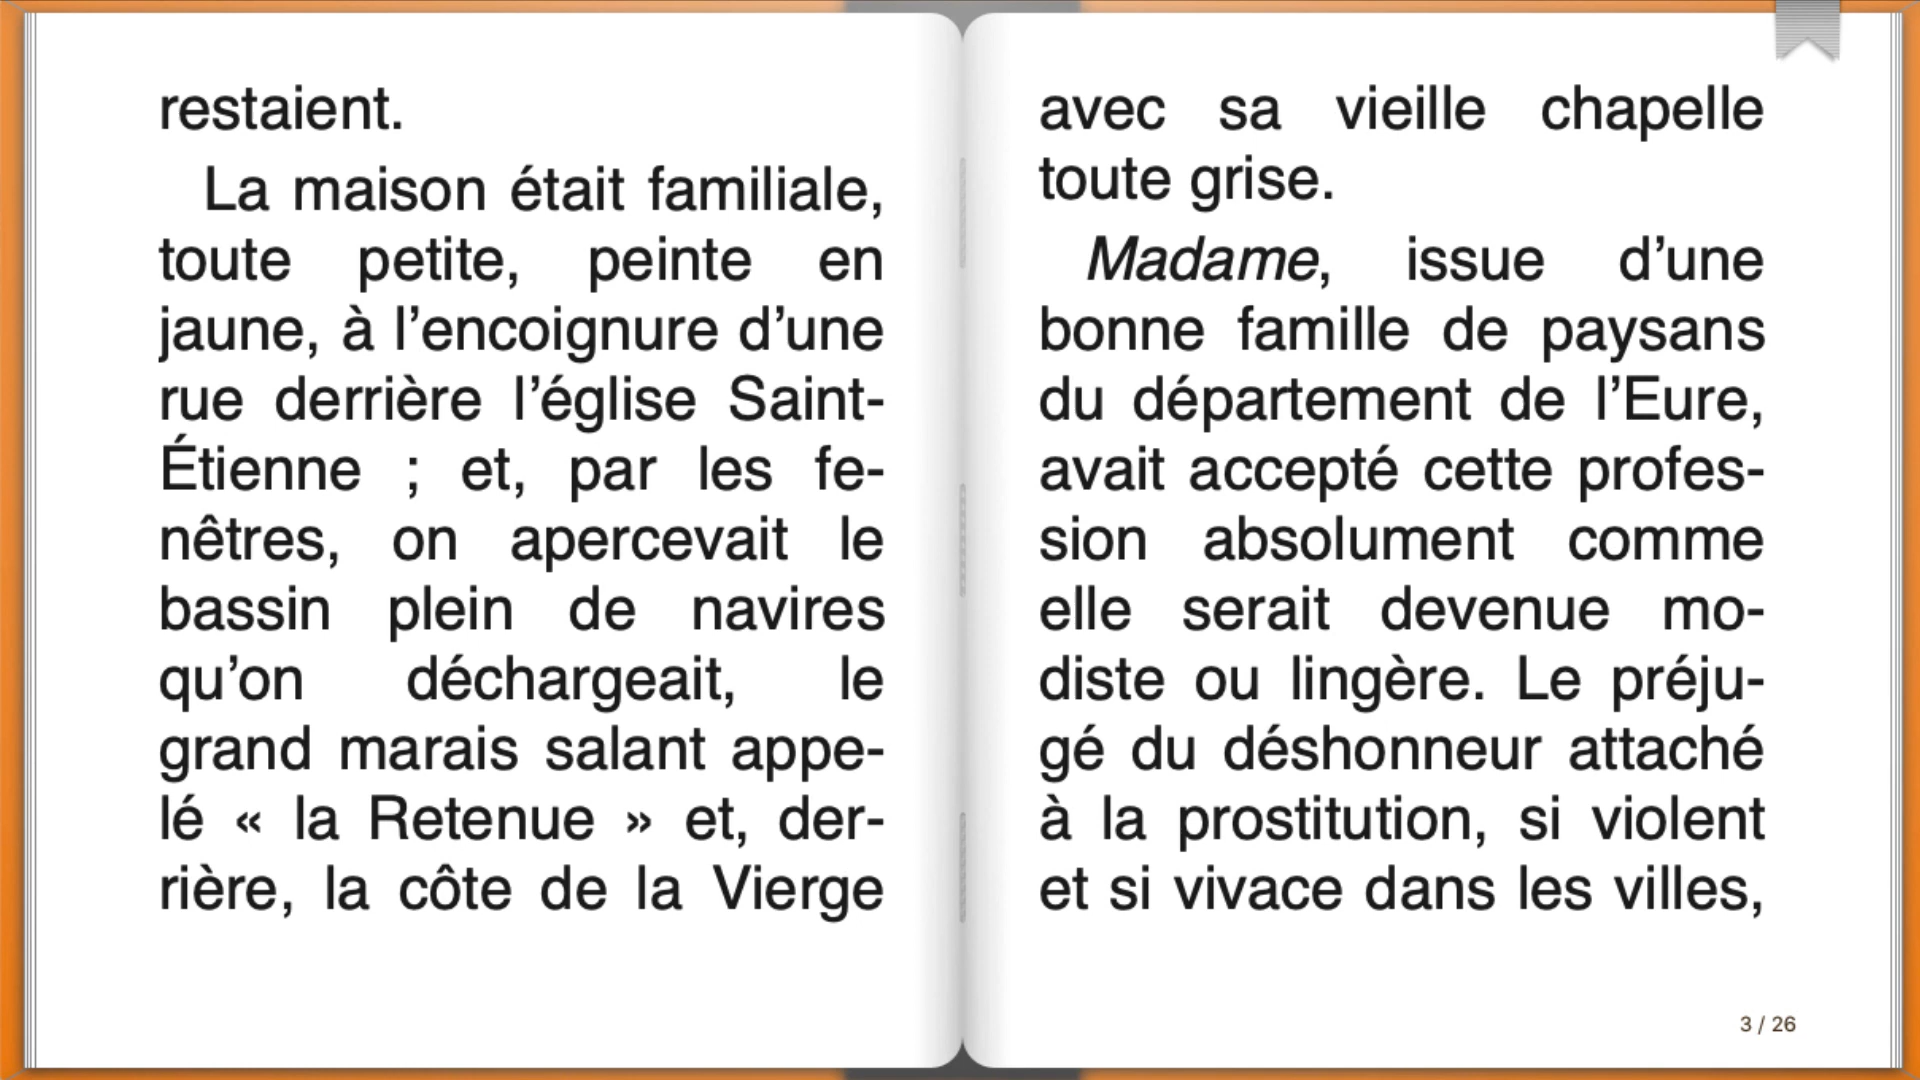 restaient.
La maison était familiale,
toute petite, peinte en
jaune, à l’encoignure d’une
rue derrière l’église Saint-
Étienne ; et, par les fe-
nêtres, on apercevait le
bassin plein de navires
qu’on déchargeait, le
grand marais salant appe-
lé « la Retenue » et, der-
rière, la côte de la Vierge
avec sa vieille chapelle
toute grise.
Madame, issue d’une
bonne famille de paysans
du département de l’Eure,
avait accepté cette profes-
sion absolument comme
elle serait devenue mo-
diste ou lingère. Le préju-
gé du déshonneur attaché
à la prostitution, si violent
et si vivace dans les villes,
3 / 26